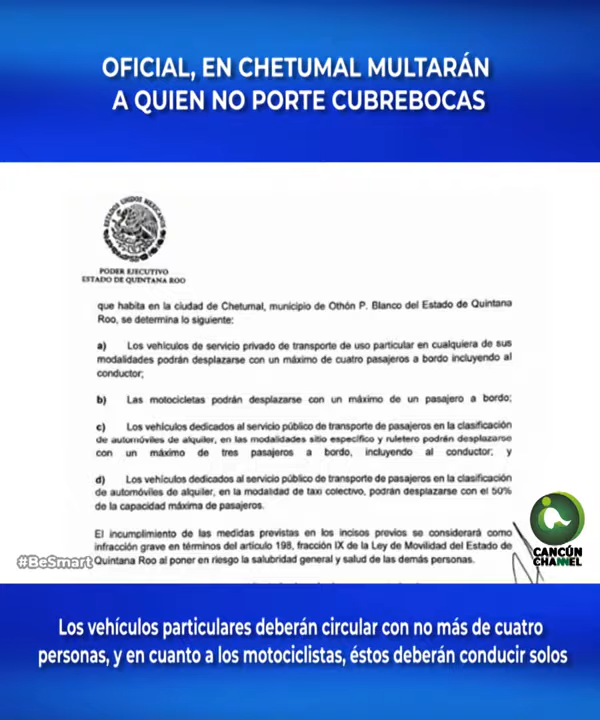 OFICIAL, EN CHETUMAL MULTARÁN
A QUIEN NO PORTE CUBREBOCAS
ESTADOS UNIDOS MEXICANOS
PODER EJECUTIVO
ESTADO DE QUINTANA ROO
que habita en la ciudad de Chetumal, municipio de Othón P. Blanco del Estado de Quintana
Roo, se determina lo siguiente:
a) Los vehículos de servicio privado de transporte de uso particular en cualquiera de sus
modalidades podrán desplazarse con un máximo de cuatro pasajeros a bordo incluyendo al
conductor;
b) Las motocicletas podrán desplazarse con un máximo de un pasajero a bordo;
c) Los vehículos dedicados al servicio público de transporte de pasajeros en la clasificación
de automóviles de alquiler, en las modalidades sitio específico y ruletero podrán desplazarse
con un máximo de tres pasajeros a bordo, incluyendo al conductor; y
d) Los vehículos dedicados al servicio público de transporte de pasajeros en la clasificación
de automóviles de alquiler, en la modalidad de taxi colectivo, podrán desplazarse con el 50%
de la capacidad máxima de pasajeros.
El incumplimiento de las medidas previstas en los incisos previos se considerará como
infracción grave en términos del artículo 198, fracción IX de la Ley de Movilidad del Estado de
Quintana Roo al poner en riesgo la salubridad general y salud de las demás personas.
#BeSmart
CANCÚN
CHANNEL
Los vehículos particulares deberán circular con no más de cuatro
personas, y en cuanto a los motociclistas, éstos deberán conducir solos